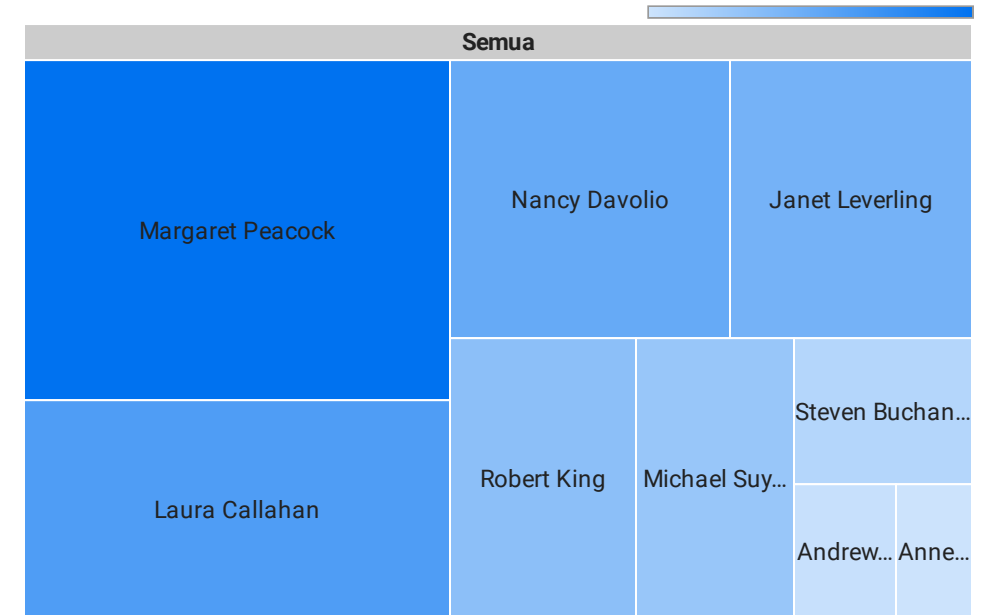 Semua
Margaret Peacock
Nancy Davolio
Janet Leverling
Laura Callahan
Robert King
Michael Suy...
Steven Buchan...
Andrew...
Anne...